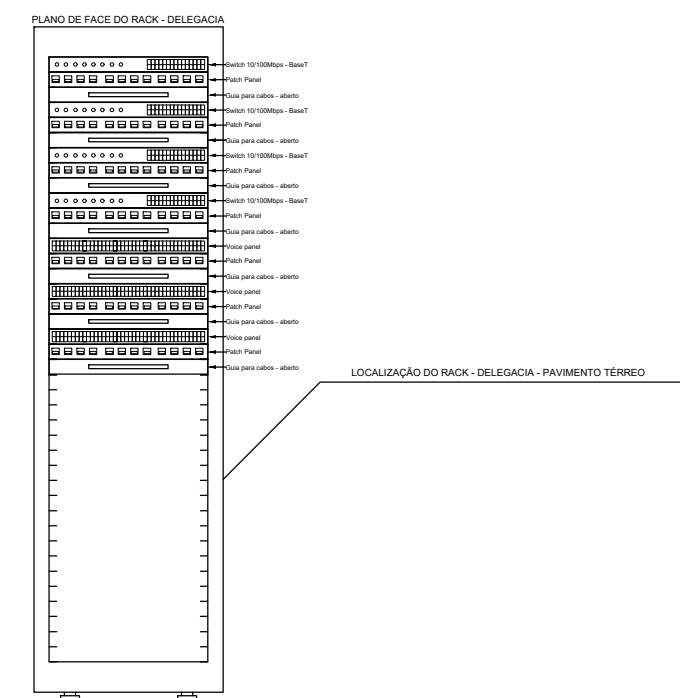 PLANO DE FACE DO RACK - DELEGACIA
Switch 10/100Mbps - BaseT
Patch Panel
Guia para cabos - aberto
Switch 10/100Mbps - BaseT
Patch Panel
Guia para cabos - aberto
Switch 10/100Mbps - BaseT
Patch Panel
Guia para cabos - aberto
Switch 10/100Mbps - BaseT
Patch Panel
Guia para cabos - aberto
Voice panel
Patch Panel
Guia para cabos - aberto
Voice panel
Patch Panel
Guia para cabos - aberto
Voice panel
Patch Panel
Guia para cabos - aberto
LOCALIZAÇÃO DO RACK - DELEGACIA - PAVIMENTO TÉRREO